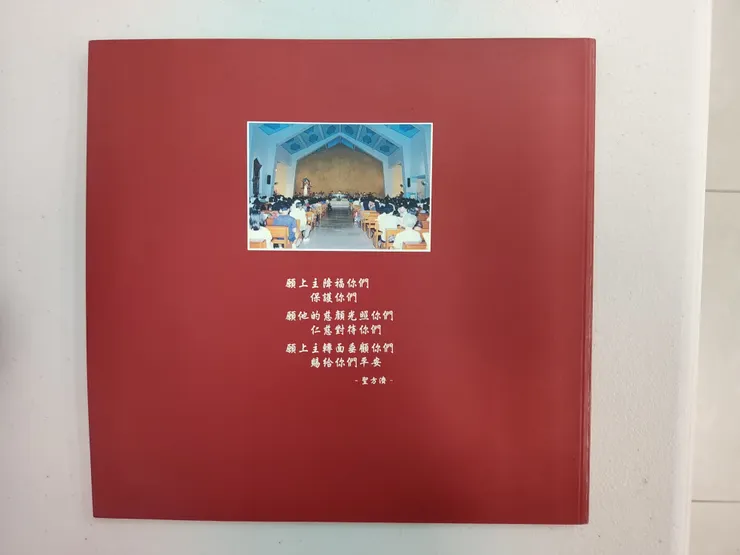 願上主降福你們
保護你們
願他的慈顏光照你們
仁慈對待你們
願上主轉面垂顧你們
賜給你們平安
- 聖方濟 -